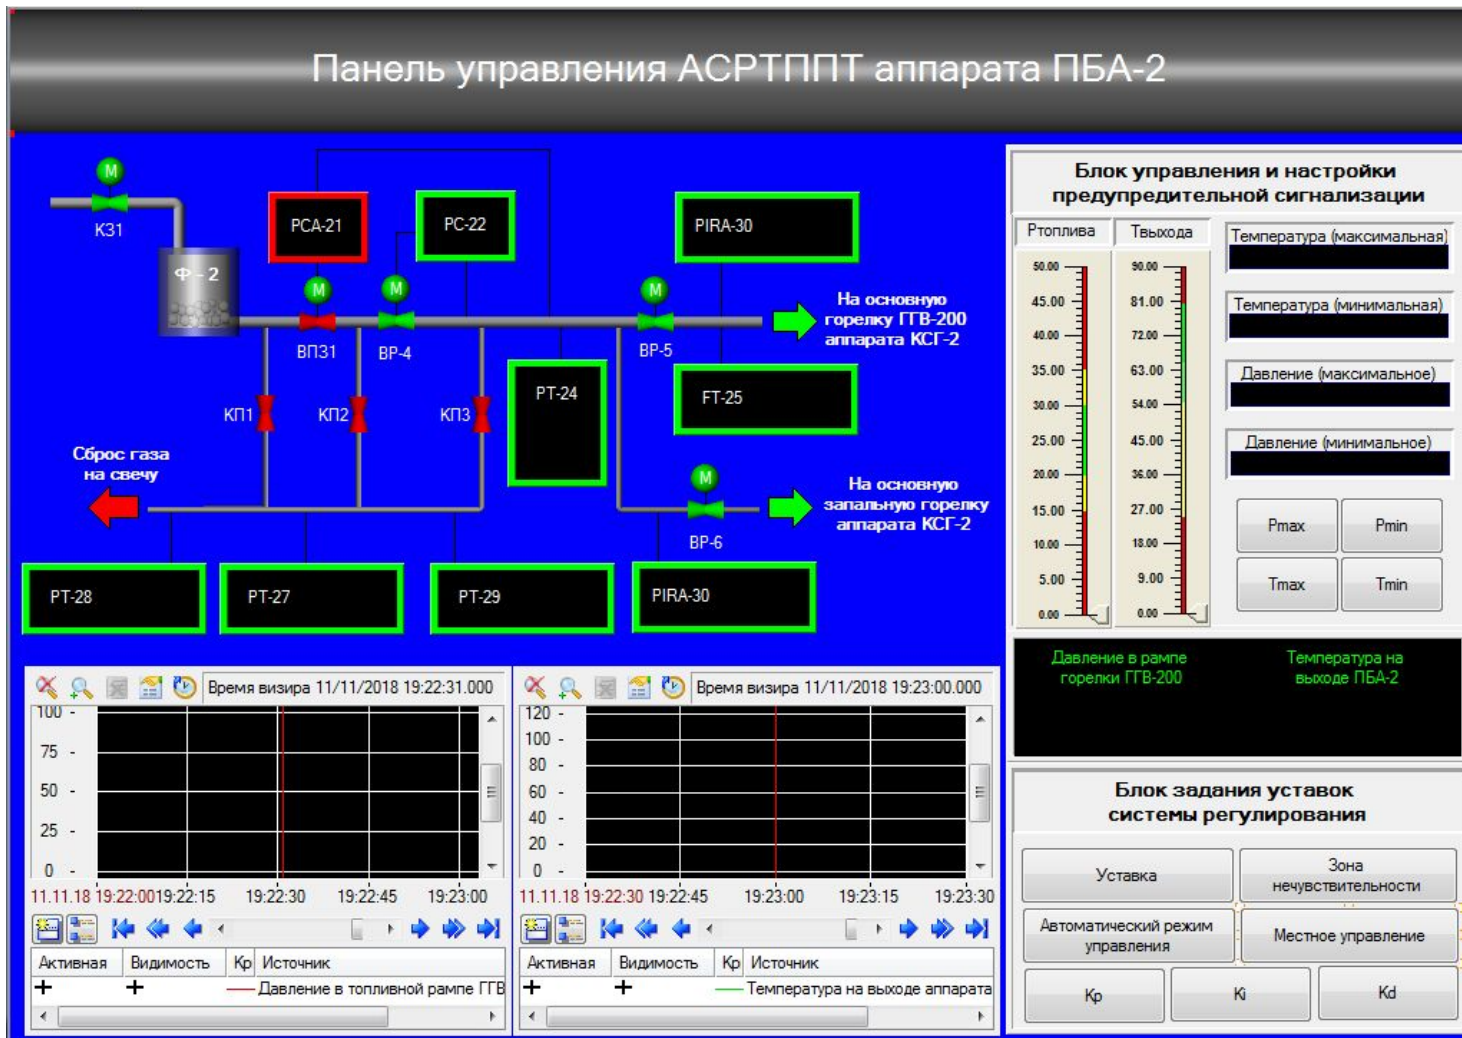 Панель управления АСРТППТ аппарата ПБА-2
М
КЗ1
Ф - 2
PCA-21
PC-22
PIRA-30
М
М
М
ВПЗ1
ВР-4
ВР-5
На основную
горелку ГГВ-200
аппарата КСГ-2
КП1
КП2
КП3
PT-24
FT-25
Сброс газа
на свечу
М
ВР-6
На основную
запальную горелку
аппарата КСГ-2
PT-28
PT-27
PT-29
PIRA-30
Блок управления и настройки
предупредительной сигнализации
Pтоплива
Tвыхода
50.00
45.00
40.00
35.00
30.00
25.00
20.00
15.00
10.00
5.00
0.00
90.00
81.00
72.00
63.00
54.00
45.00
36.00
27.00
18.00
9.00
0.00
Температура (максимальная)
Температура (минимальная)
Давление (максимальное)
Давление (минимальное)
Pmax
Pmin
Tmax
Tmin
Давление в рампе
горелки ГГВ-200
Температура на
выходе ПБА-2
Время визира 11/11/2018 19:22:31.000
100
75
50
25
0
11.11.18 19:22:00 19:22:15 19:22:30 19:22:45 19:23:00
Активная Видимость Кр Источник
Давление в топливной рампе ГГВ
Время визира 11/11/2018 19:23:00.000
120
100
80
60
40
20
0
11.11.18 19:22:30 19:22:45 19:23:00 19:23:15 19:23:30
Активная Видимость Кр Источник
Температура на выходе аппарата
Блок задания уставок
системы регулирования
Уставка
Зона
нечувствительности
Автоматический режим
управления
Местное управление
Kp
Ki
Kd